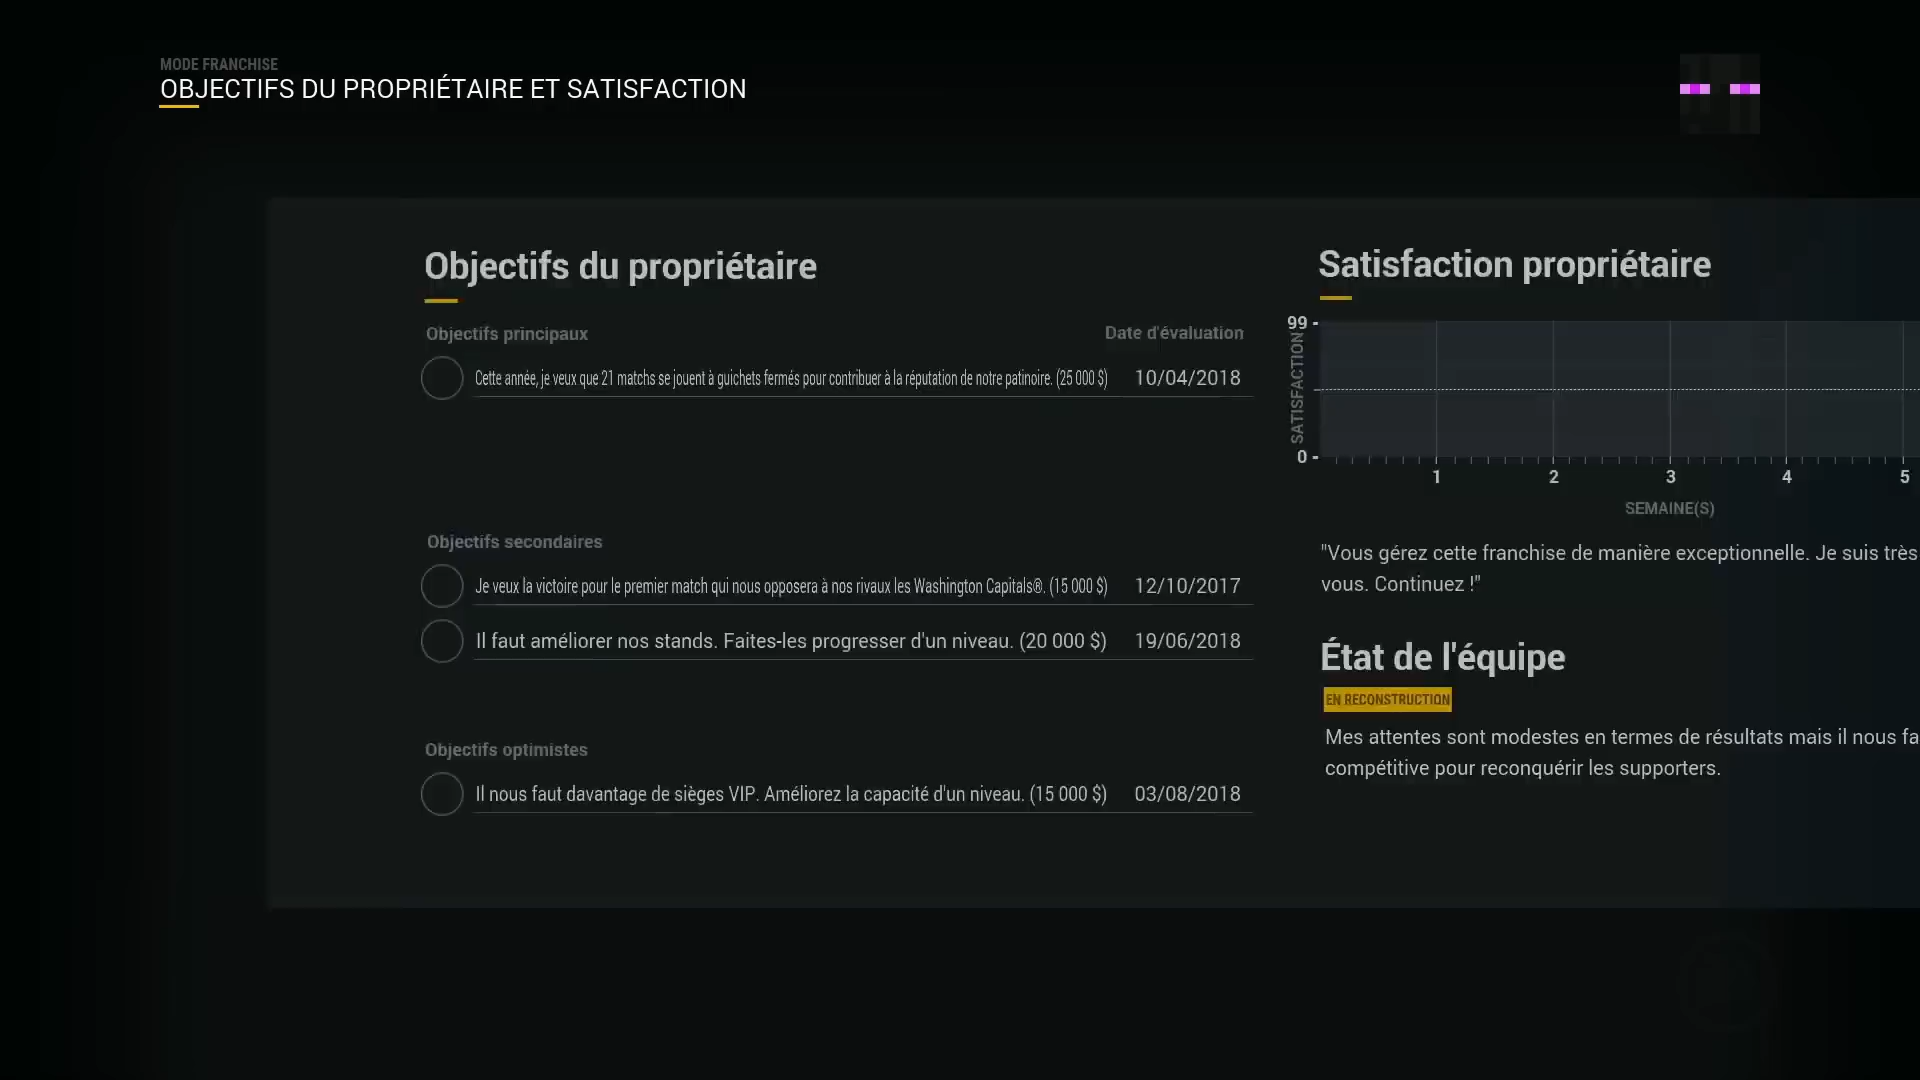 MODE FRANCHISE
OBJECTIFS DU PROPRIÉTAIRE ET SATISFACTION
Objectifs du propriétaire
Objectifs principaux
Date d'évaluation
Cette année, je veux que 21 matchs se jouent à guichets fermés pour contribuer à la réputation de notre patinoire. (25 000 $) 10/04/2018
Objectifs secondaires
Je veux la victoire pour le premier match qui nous opposera à nos rivaux les Washington Capitals®. (15 000 $) 12/10/2017
Il faut améliorer nos stands. Faites-les progresser d'un niveau. (20 000 $) 19/06/2018
Objectifs optimistes
Il nous faut davantage de sièges VIP. Améliorez la capacité d'un niveau. (15 000 $) 03/08/2018
Satisfaction propriétaire
99 -
SATISFACTION
0 -
1 2 3 4 5
SEMAINE(S)
"Vous gérez cette franchise de manière exceptionnelle. Je suis très
vous. Continuez !"
État de l'équipe
EN RECONSTRUCTION
Mes attentes sont modestes en termes de résultats mais il nous fa
compétitive pour reconquérir les supporters.